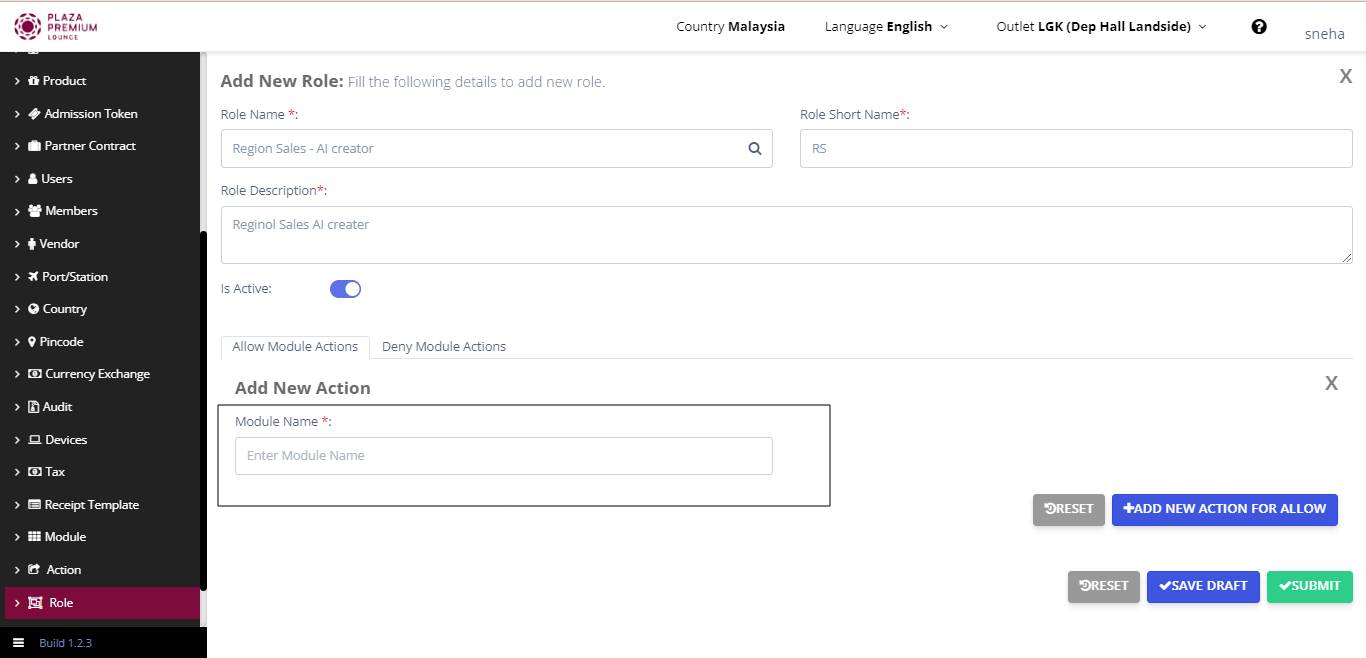 PLAZA
PREMIUM
LOUNGE
Country Malaysia
Language English
Outlet LGK (Dep Hall Landside)
?
sneha
Product
Admission Token
Partner Contract
Users
Members
Vendor
Port/Station
Country
Pincode
Currency Exchange
Audit
Devices
Tax
Receipt Template
Module
Action
Role
Build 1.2.3
Add New Role: Fill the following details to add new role.
X
Role Name *:
Role Short Name*:
Region Sales - AI creator
RS
Role Description*:
Reginol Sales AI creater
Is Active:
Allow Module Actions
Deny Module Actions
Add New Action
X
Module Name *:
Enter Module Name
RESET
+ADD NEW ACTION FOR ALLOW
RESET
SAVE DRAFT
SUBMIT